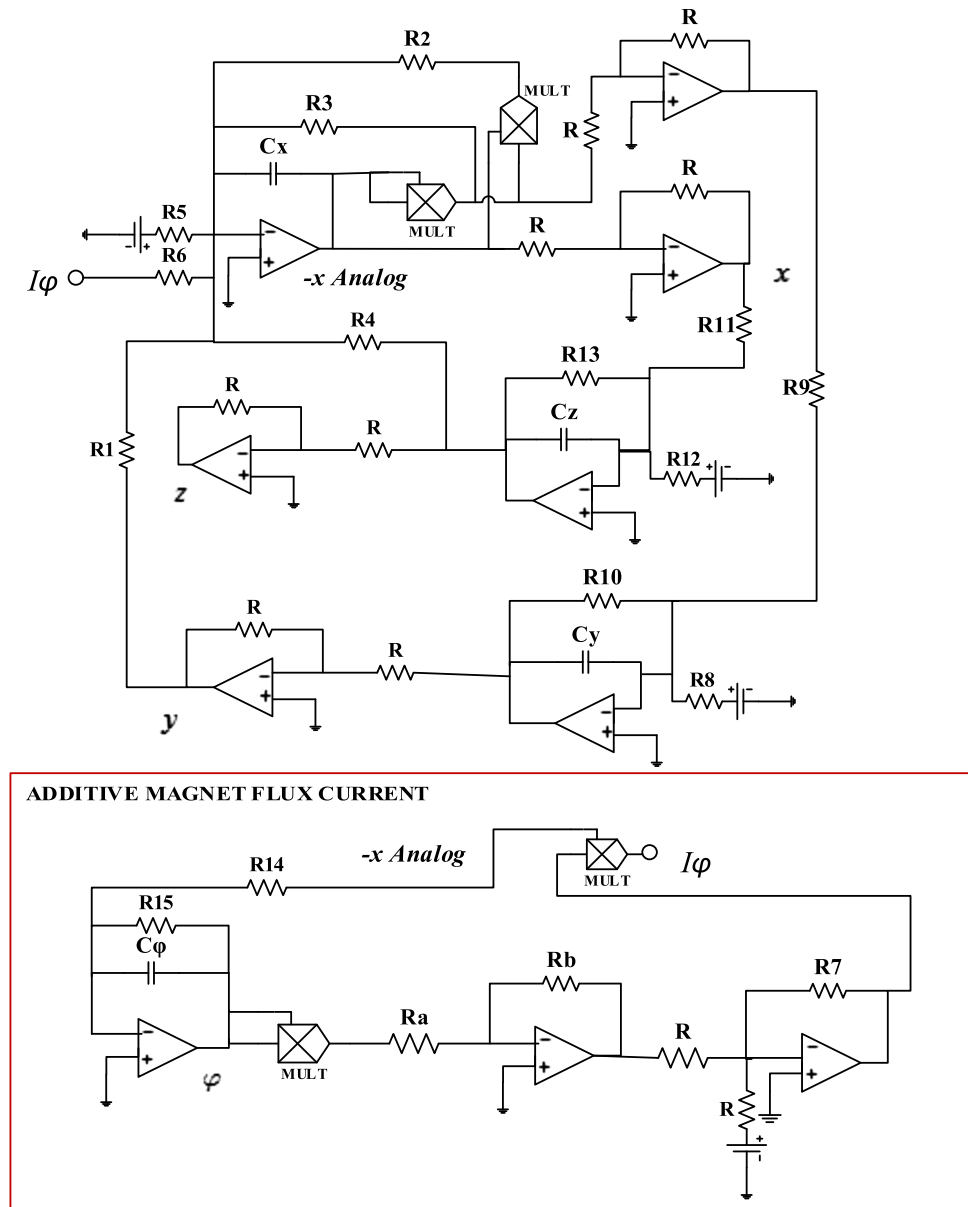 R2
R
MULT
R3
R
Cx
R
MULT
R5
R
R6
Iφ
-x Analog
x
R11
R4
R13
R9
R
Cz
R1
R
R12
z
R10
R
Cy
R
R8
y
ADDITIVE MAGNET FLUX CURRENT
-x Analog
Iφ
R14
MULT
R15
Cφ
Rb
R7
Ra
R
MULT
φ
R